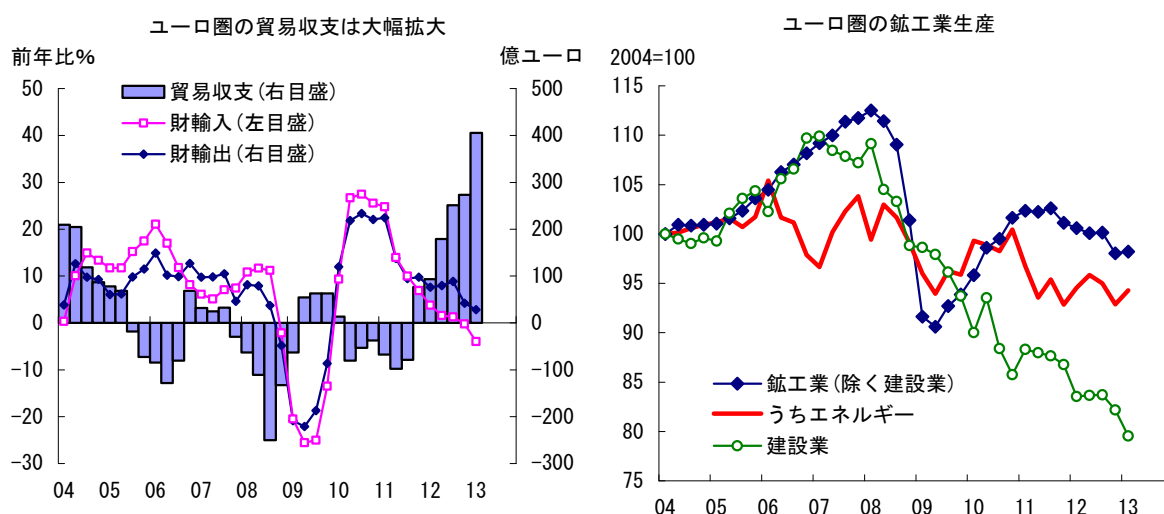 ユーロ圏の貿易収支は大幅拡大
前年比%
億ユーロ
50
40
30
20
10
0
-10
-20
-30
500
400
300
200
100
0
-100
-200
-300
貿易収支(右目盛)
財輸入(左目盛)
財輸出(右目盛)
04 05 06 07 08 09 10 11 12 13
ユーロ圏の鉱工業生産
2004=100
115
110
105
100
95
90
85
80
75
鉱工業(除く建設業)
うちエネルギー
建設業
04 05 06 07 08 09 10 11 12 13